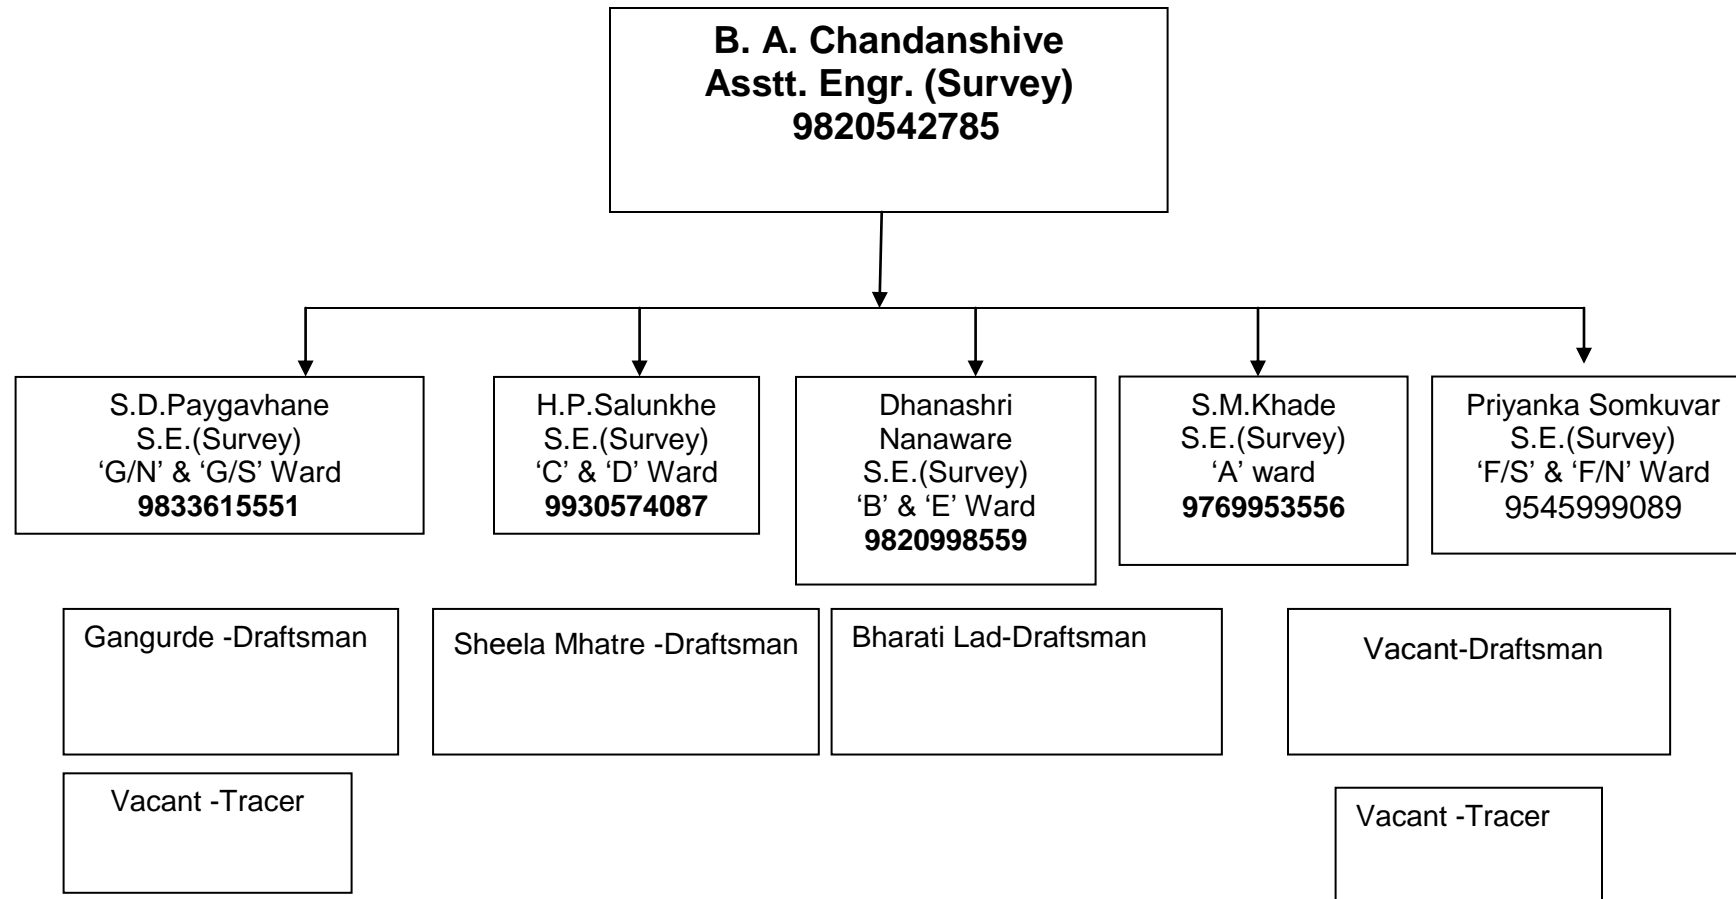 B. A. Chandanshive
Asstt. Engr. (Survey)
9820542785
S.D.Paygavhane
S.E.(Survey)
‘G/N’ & ‘G/S’ Ward
9833615551
H.P.Salunkhe
S.E.(Survey)
‘C’ & ‘D’ Ward
9930574087
Dhanashri
Nanaware
S.E.(Survey)
‘B’ & ‘E’ Ward
9820998559
S.M.Khade
S.E.(Survey)
‘A’ ward
9769953556
Priyanka Somkuvar
S.E.(Survey)
‘F/S’ & ‘F/N’ Ward
9545999089
Gangurde -Draftsman
Sheela Mhatre -Draftsman
Bharati Lad-Draftsman
Vacant-Draftsman
Vacant -Tracer
Vacant -Tracer